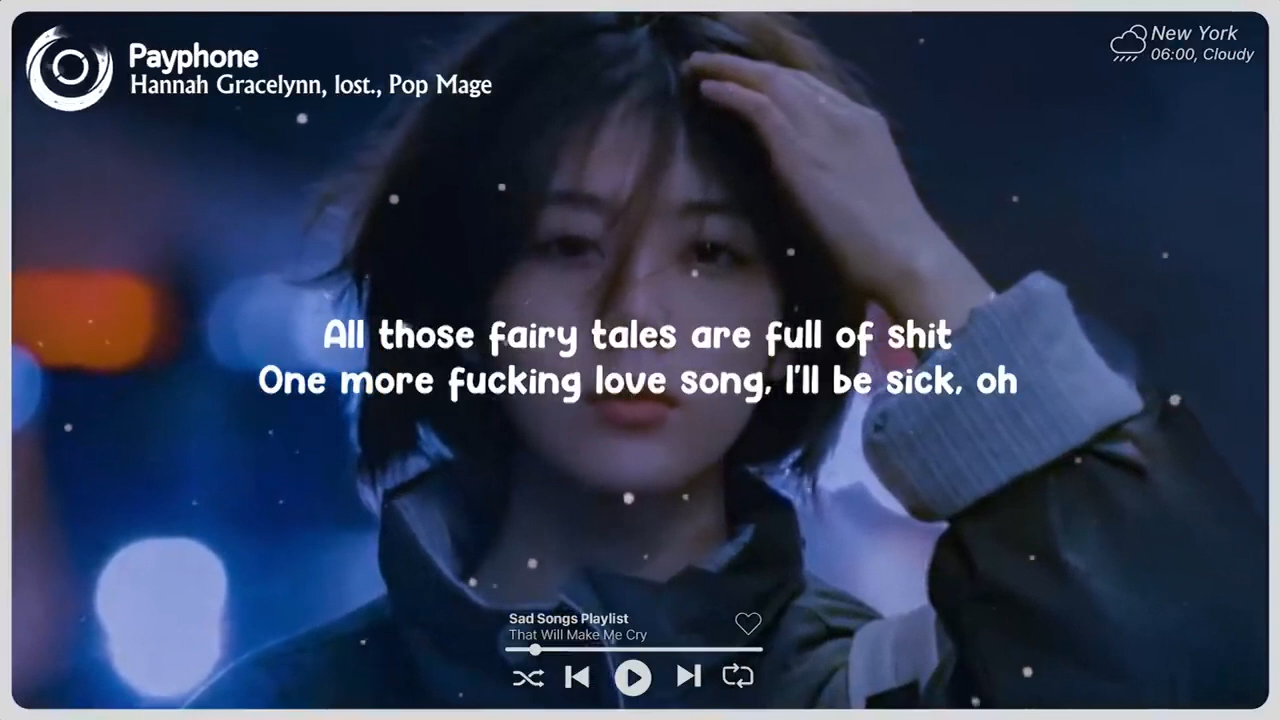 Payphone
Hannah Gracelynn, lost., Pop Mage
New York
06:00, Cloudy
All those fairy tales are full of shit
One more fucking love song, I'll be sick, oh
Sad Songs Playlist
That Will Make Me Cry